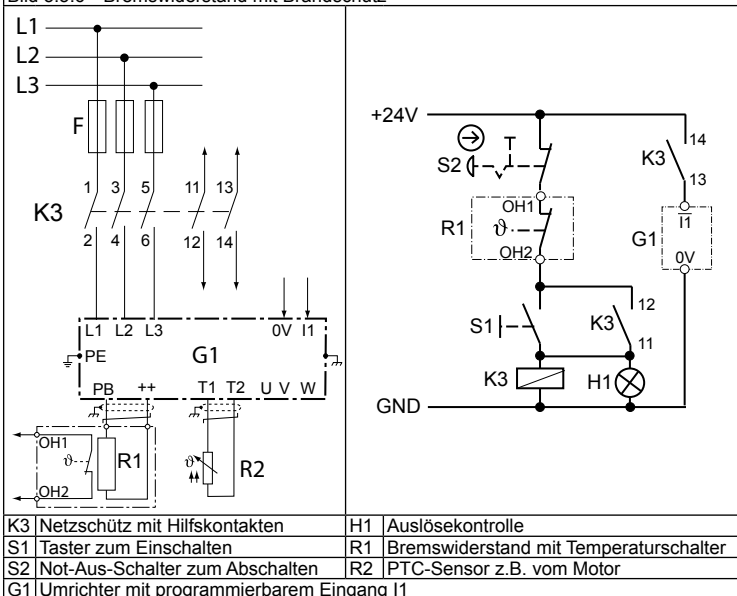 Bild 5.3.6 Bremswiderstand mit Brandschutz
L1
L2
L3
F
1 3 5 11 13
K3
2 4 6 12 14
L1 L2 L3 0V I1
PE
G1
PB ++ T1 T2 U V W
OH1
ϑ
R1
OH2
ϑ
R2
+24V
S2
OH1
R1
ϑ
OH2
S1
K3
12
11
K3
H1
GND
14
K3
13
I1
G1
0V
K3 Netzschütz mit Hilfskontakten H1 Auslösekontrolle
S1 Taster zum Einschalten R1 Bremswiderstand mit Temperaturschalter
S2 Not-Aus-Schalter zum Abschalten R2 PTC-Sensor z.B. vom Motor
G1 Umrichter mit programmierbarem Eingang I1